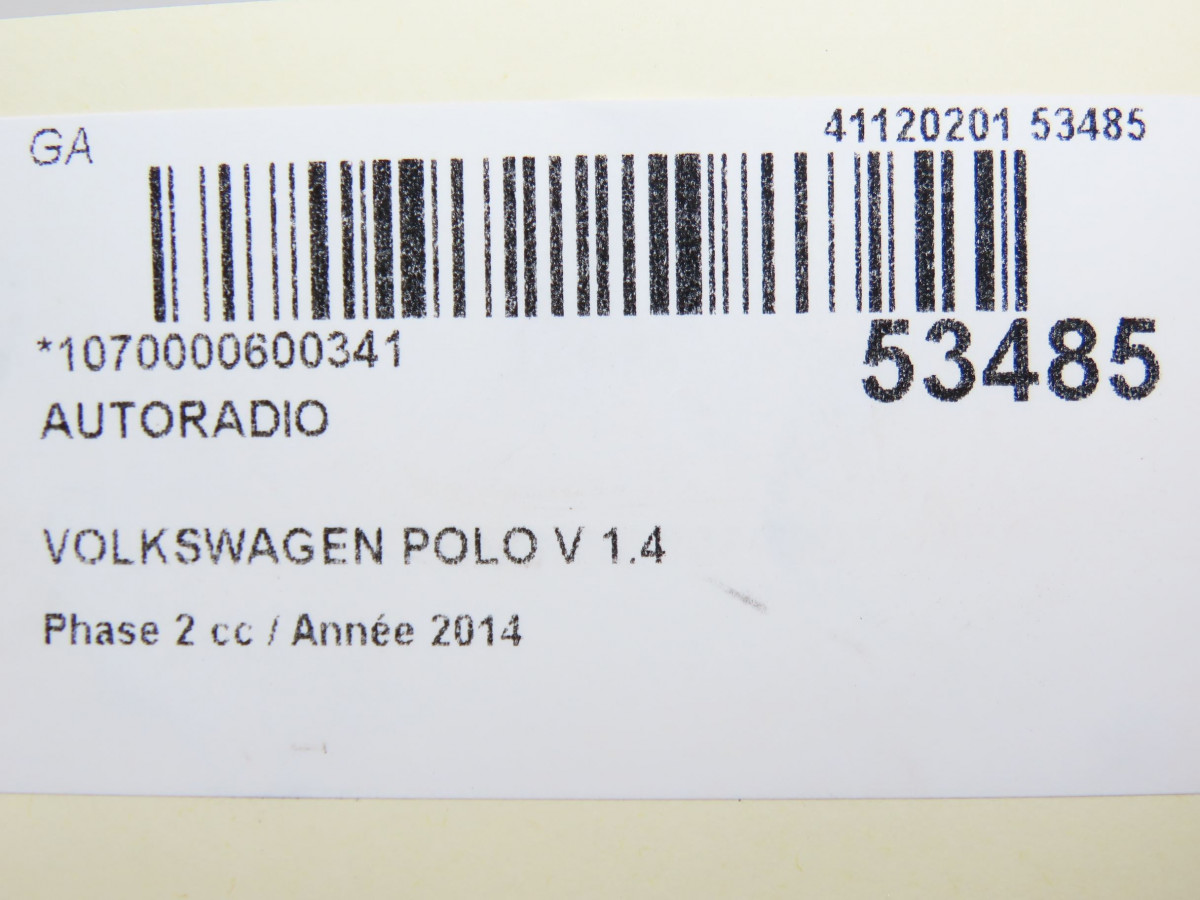 GA
41120201 53485
*1070000600341
53485
AUTORADIO
VOLKSWAGEN POLO V 1.4
Phase 2 cc / Année 2014